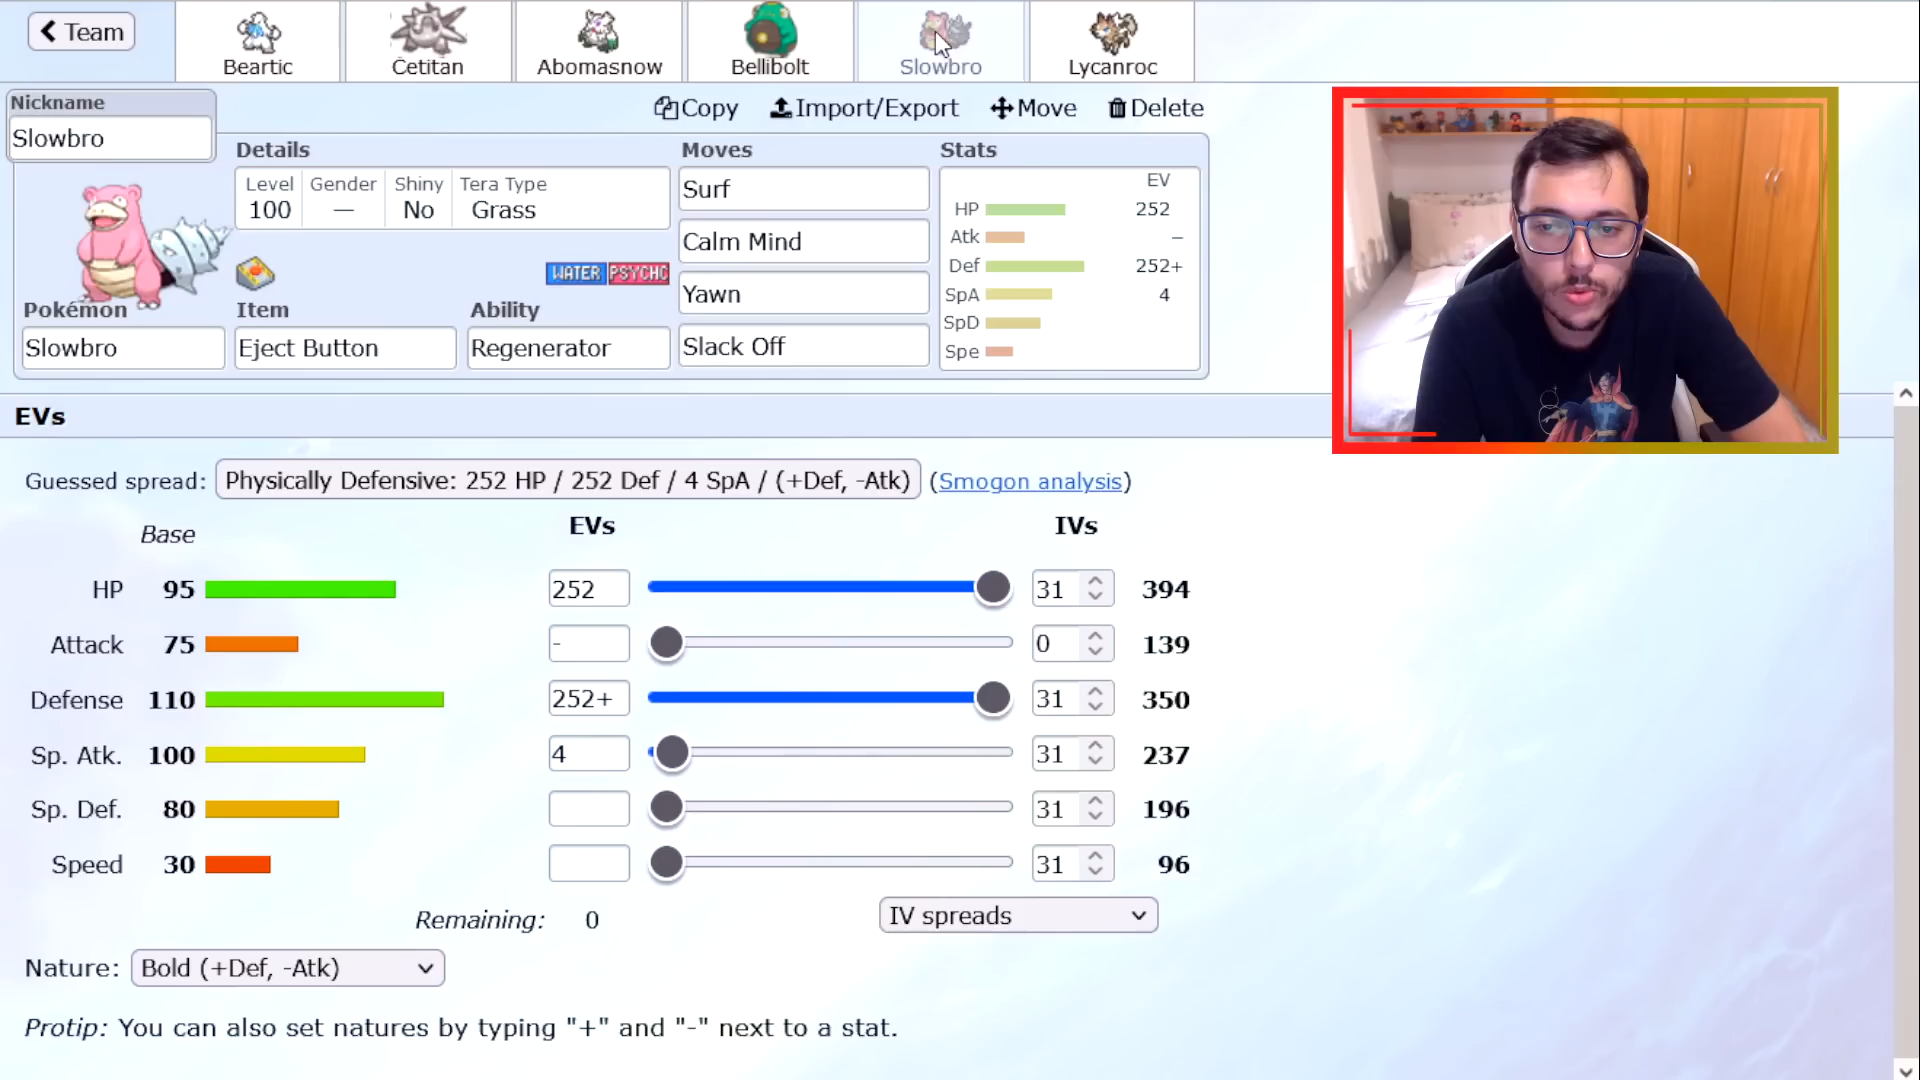 Team
Beartic
Cetitan
Abomasnow
Bellibolt
Slowbro
Lycanroc
Nickname
Slowbro
Copy
Import/Export
Move
Delete
Details
Level
Gender
Shiny
Tera Type
100
—
No
Grass
WATER PSYCHC
Pokémon
Slowbro
Item
Eject Button
Ability
Regenerator
Moves
Surf
Calm Mind
Yawn
Slack Off
Stats
EV
HP 252
Atk –
Def 252+
SpA 4
SpD
Spe
EVs
Guessed spread: Physically Defensive: 252 HP / 252 Def / 4 SpA / (+Def, -Atk) (Smogon analysis)
Base EVs IVs
HP 95 252 31 394
Attack 75 - 0 139
Defense 110 252+ 31 350
Sp. Atk. 100 4 31 237
Sp. Def. 80 31 196
Speed 30 31 96
Remaining: 0
IV spreads
Nature: Bold (+Def, -Atk)
Protip: You can also set natures by typing "+" and "-" next to a stat.